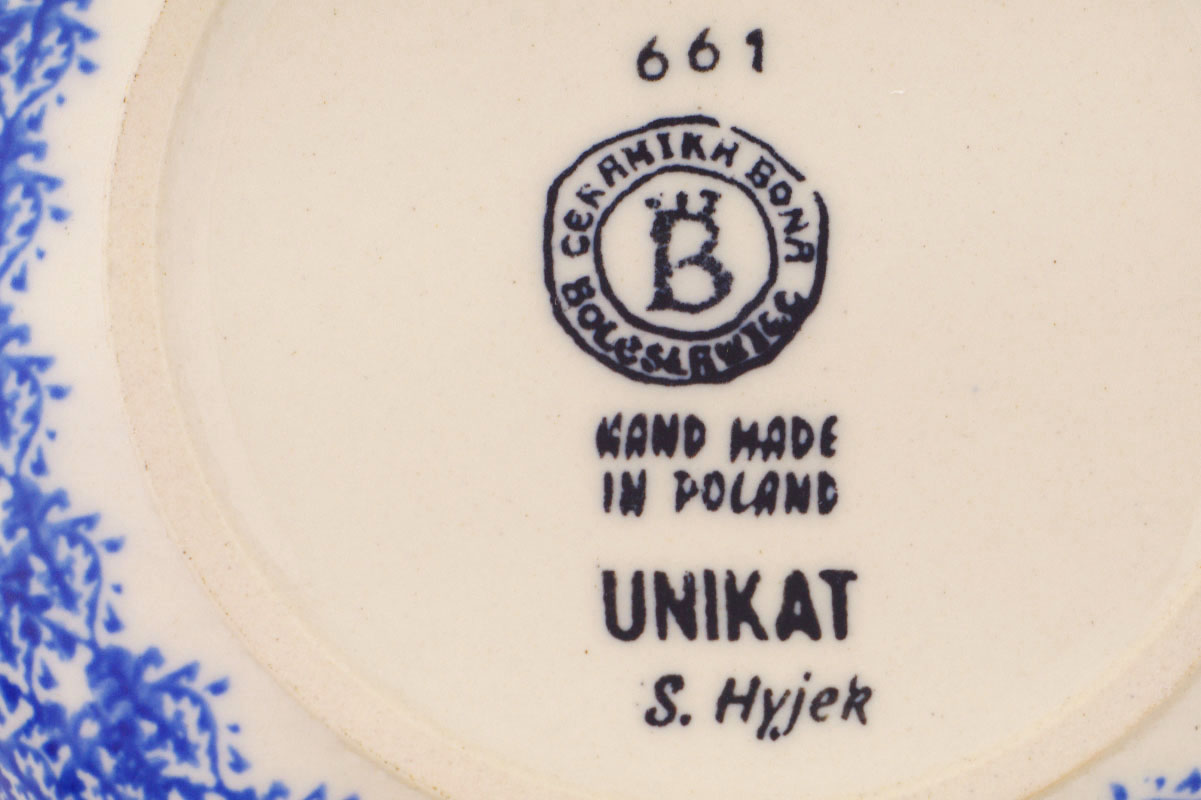 661
CERAMIKA BONA
B
BOLESŁAWIEC
HAND MADE
IN POLAND
UNIKAT
S. Hyjek